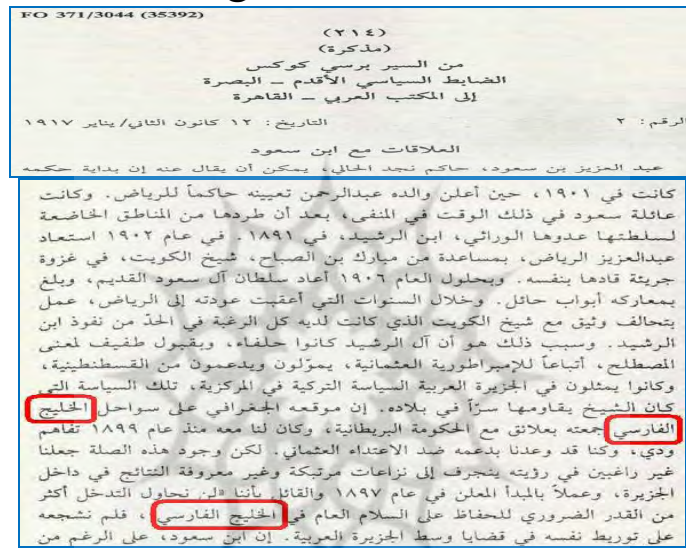 FO 371/3044 (35392)
(٢١٤)
(مذكرة)
من السير برسي كوكس
الضابط السياسي الأقدم – البصرة
إلى المكتب العربي – القاهرة
الرقم: ٢
التاريخ: ١٢ كانون الثاني/يناير ١٩١٧
العلاقات مع ابن سعود
عبد العزيز بن سعود، حاكم نجد الحالي، يمكن أن يقال عنه إن بداية حكمه
كانت في ١٩٠١، حين أعلن والده عبدالرحمن تعيينه حاكماً للرياض. وكانت
عائلة سعود في ذلك الوقت في المنفى، بعد أن طردها من المناطق الخاضعة
لسلطتها عدوها الوراثي، ابن الرشيد، في ١٨٩١. في عام ١٩٠٢ استعاد
عبدالعزيز الرياض، بمساعدة من مبارك بن الصباح، شيخ الكويت، في غزوة
جريئة قادها بنفسه. وبحلول العام ١٩٠٦ أعاد سلطان آل سعود القديم، وبلغ
بمعاركه أبواب حائل. وخلال السنوات التي أعقبت عودته إلى الرياض، عمل
بتحالف وثيق مع شيخ الكويت الذي كانت لديه كل الرغبة في الحدّ من نفوذ ابن
الرشيد. وسبب ذلك هو أن آل الرشيد كانوا حلفاء، وبقبول طفيف لمعنى
المصطلح، أتباعاً للإمبراطورية العثمانية، يموّلون ويدعمون من القسطنطينية،
وكانوا يمثلون في الجزيرة العربية السياسة التركية في المركزية، تلك السياسة التي
كان الشيخ يقاومها سرّاً في بلاده. إن موقعه الجغرافي على سواحل الخليج
الفارسي جمعته بعلائق مع الحكومة البريطانية، وكان لنا معه منذ عام ١٨٩٩ تفاهم
ودي، وكنا قد وعدنا بدعمه ضد الاعتداء العثماني. لكن وجود هذه الصلة جعلنا
غير راغبين في رؤيته ينجرف إلى نزاعات مرتبكة وغير معروفة النتائج في داخل
الجزيرة، وعملاً بالمبدأ المعلن في عام ١٨٩٧ والقائل بأننا «لن نحاول التدخل أكثر
من القدر الضروري للحفاظ على السلام العام في الخليج الفارسي، فلم نشجعه
على توريط نفسه في قضايا وسط الجزيرة العربية. إن ابن سعود، على الرغم من